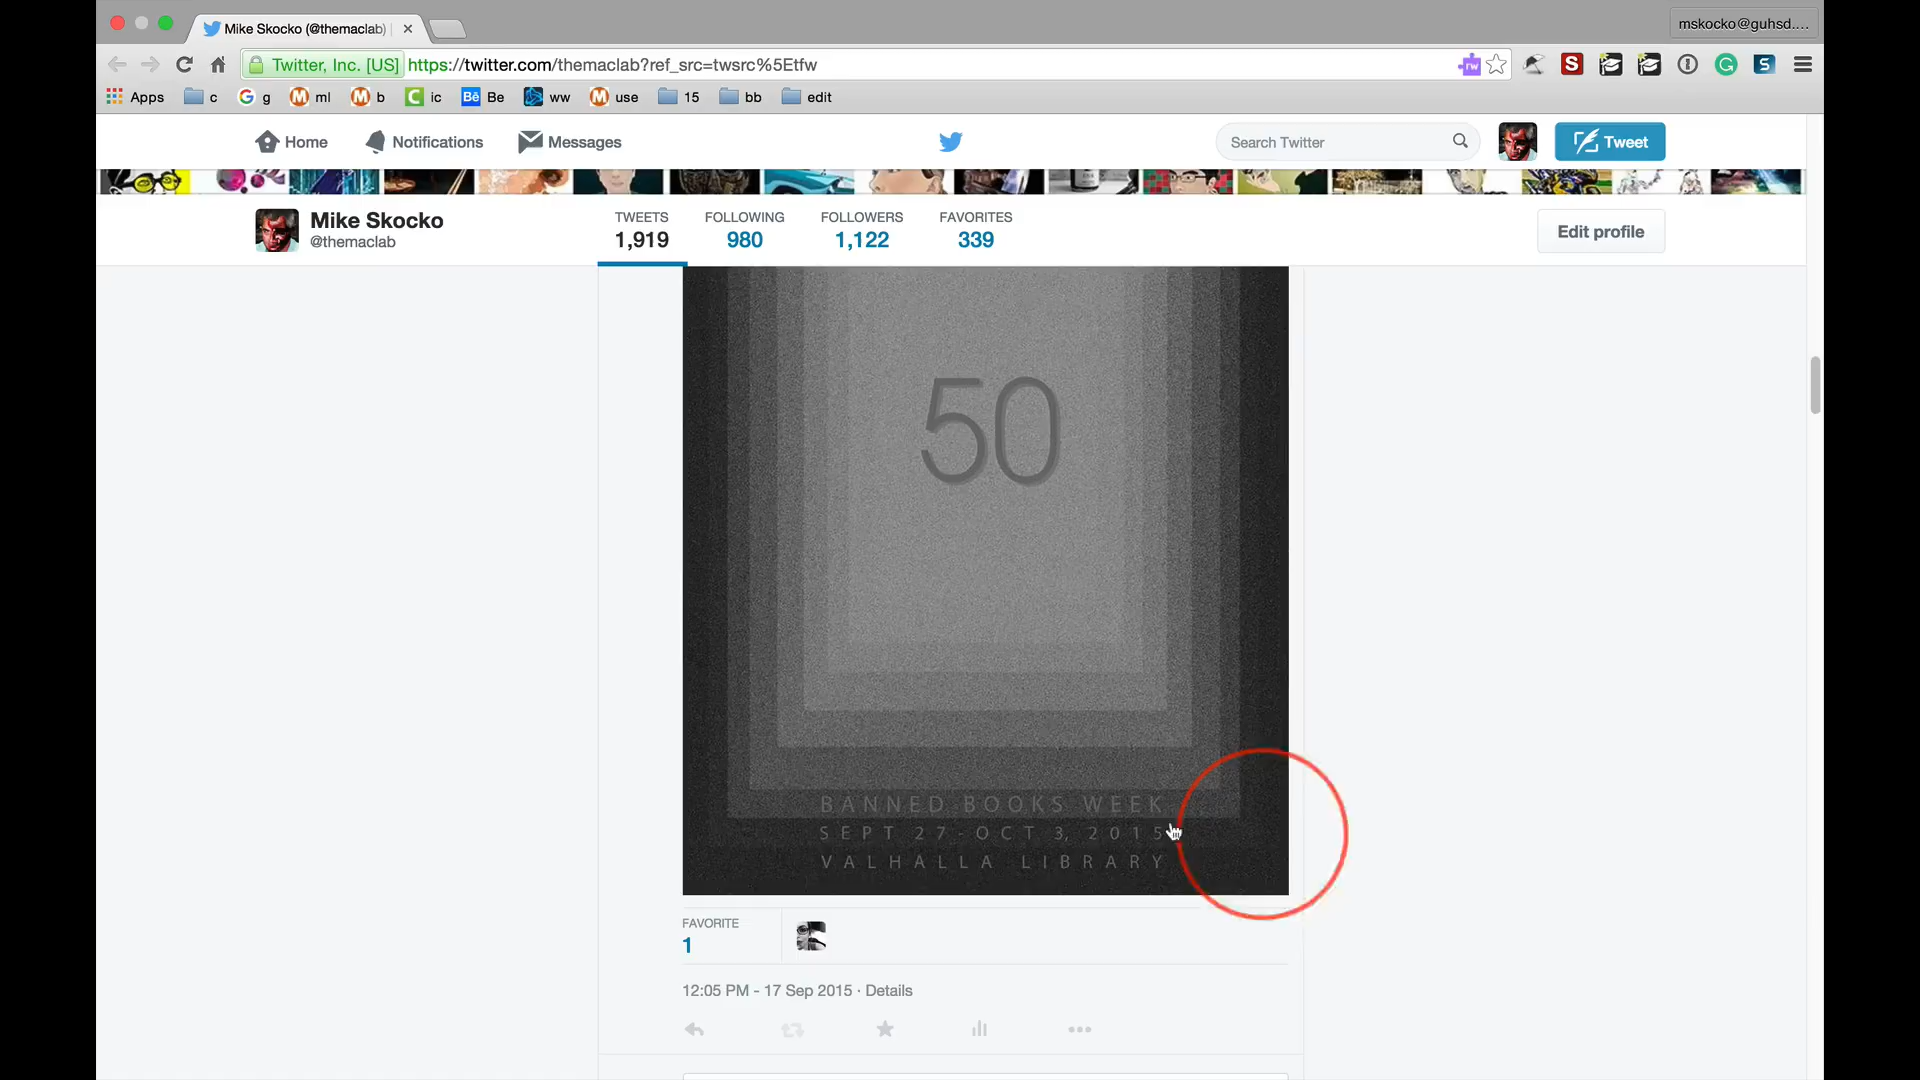 Mike Skocko (@themaclab)
mskocko@guhsd....
Twitter, Inc. [US] https://twitter.com/themaclab?ref_src=twsrc%5Etfw
Apps c g ml b ic Be ww use 15 bb edit
Home Notifications Messages Search Twitter Tweet
Mike Skocko
@themaclab
TWEETS FOLLOWING FOLLOWERS FAVORITES
1,919 980 1,122 339
Edit profile
50
BANNED BOOKS WEEK
SEPT 27-OCT 3, 2015
VALHALLA LIBRARY
FAVORITE
1
12:05 PM - 17 Sep 2015 · Details